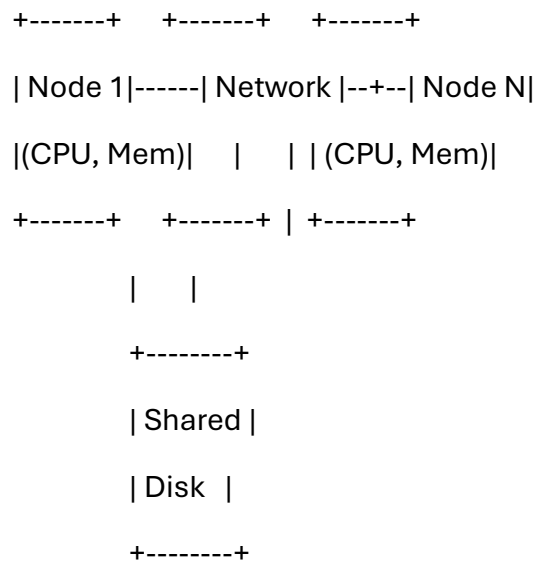 +-------+ +-------+ +-------+
| Node 1|------| Network |--+--| Node N|
|(CPU, Mem)| | | | (CPU, Mem)|
+-------+ +-------+ | +-------+
| |
+--------+
| Shared |
| Disk |
+--------+